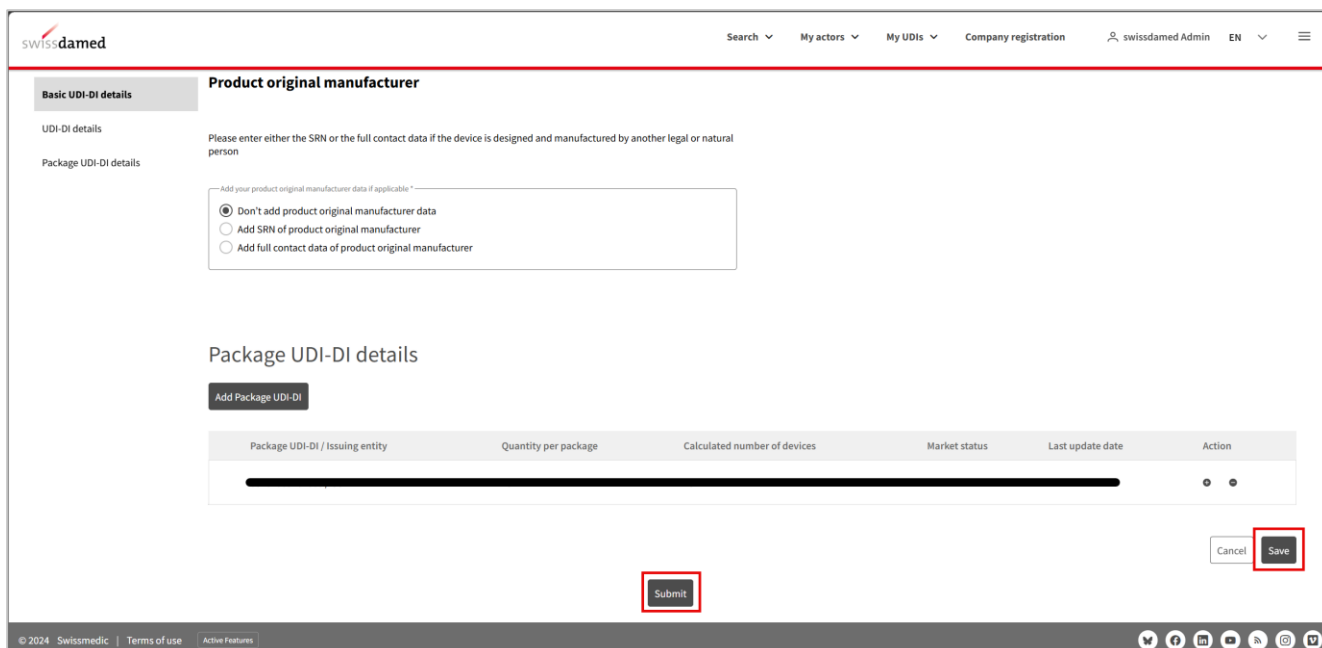 swissdamed
Search My actors My UDIs Company registration swissdamed Admin EN
Basic UDI-DI details
UDI-DI details
Package UDI-DI details
Product original manufacturer
Please enter either the SRN or the full contact data if the device is designed and manufactured by another legal or natural
person
Add your product original manufacturer data if applicable *
Don't add product original manufacturer data
Add SRN of product original manufacturer
Add full contact data of product original manufacturer
Package UDI-DI details
Add Package UDI-DI
Package UDI-DI / Issuing entity Quantity per package Calculated number of devices Market status Last update date Action
Cancel Save
Submit
© 2024 Swissmedic | Terms of use Active Features